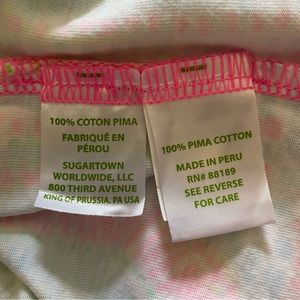 100% COTON PIMA
FABRIQUÉ EN
PÉROU
SUGARTOWN
WORLDWIDE, LLC
800 THIRD AVENUE
KING OF PRUSSIA, PA USA
100% PIMA COTTON
MADE IN PERU
RN# 88189
SEE REVERSE
FOR CARE